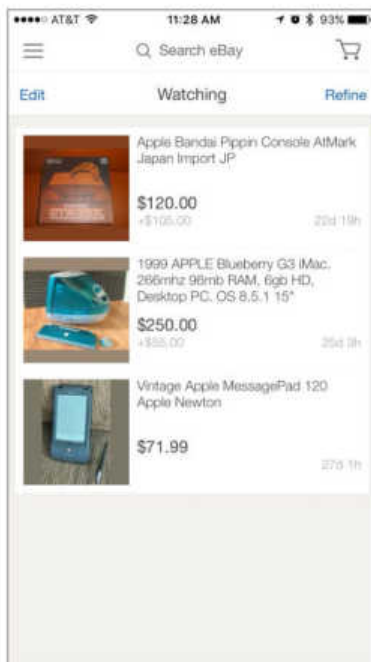 AT&T 11:28 AM 93%
Search eBay
Edit Watching Refine
Apple Bandai Pippin Console AtMark
Japan Import JP
$120.00
+$105.00 22d 19h
1999 APPLE Blueberry G3 iMac,
266mhz 96mb RAM, 6gb HD,
Desktop PC, OS 8.5.1 15"
$250.00
+$55.00 25d 9h
Vintage Apple MessagePad 120
Apple Newton
$71.99
27d 1h